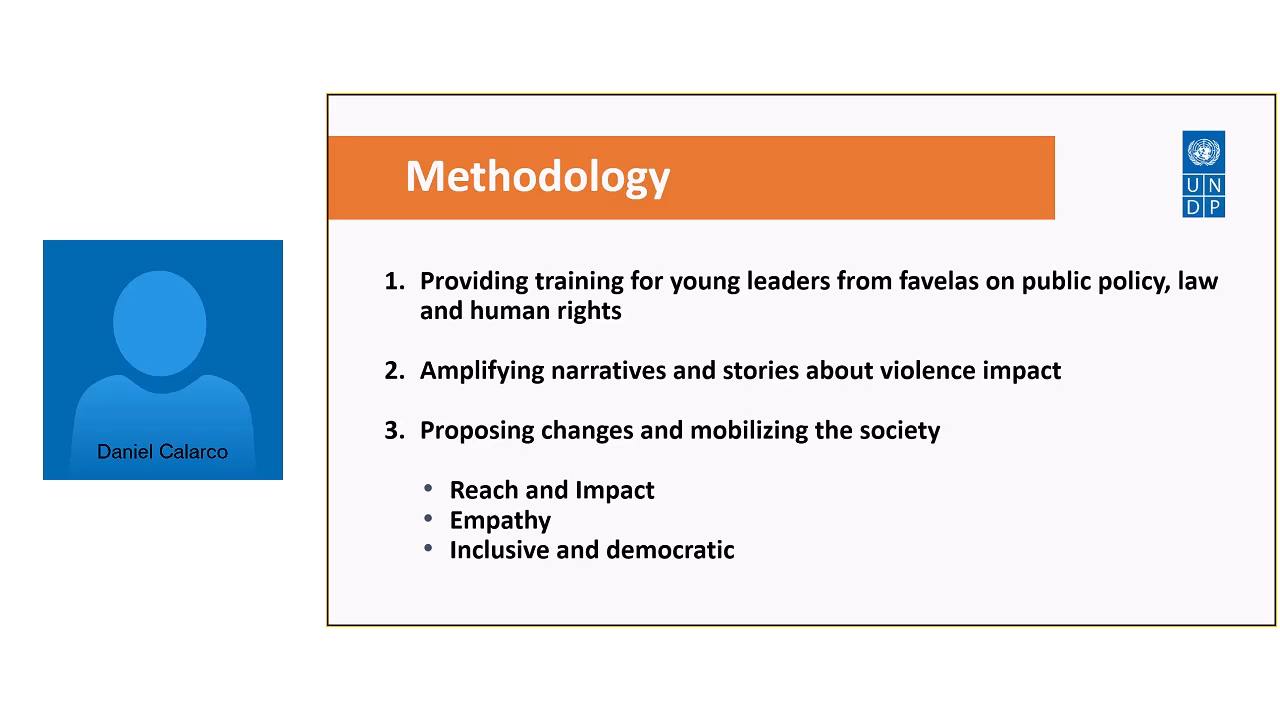 Methodology
UN
DP
1. Providing training for young leaders from favelas on public policy, law
and human rights
2. Amplifying narratives and stories about violence impact
3. Proposing changes and mobilizing the society
• Reach and Impact
• Empathy
• Inclusive and democratic
Daniel Calarco